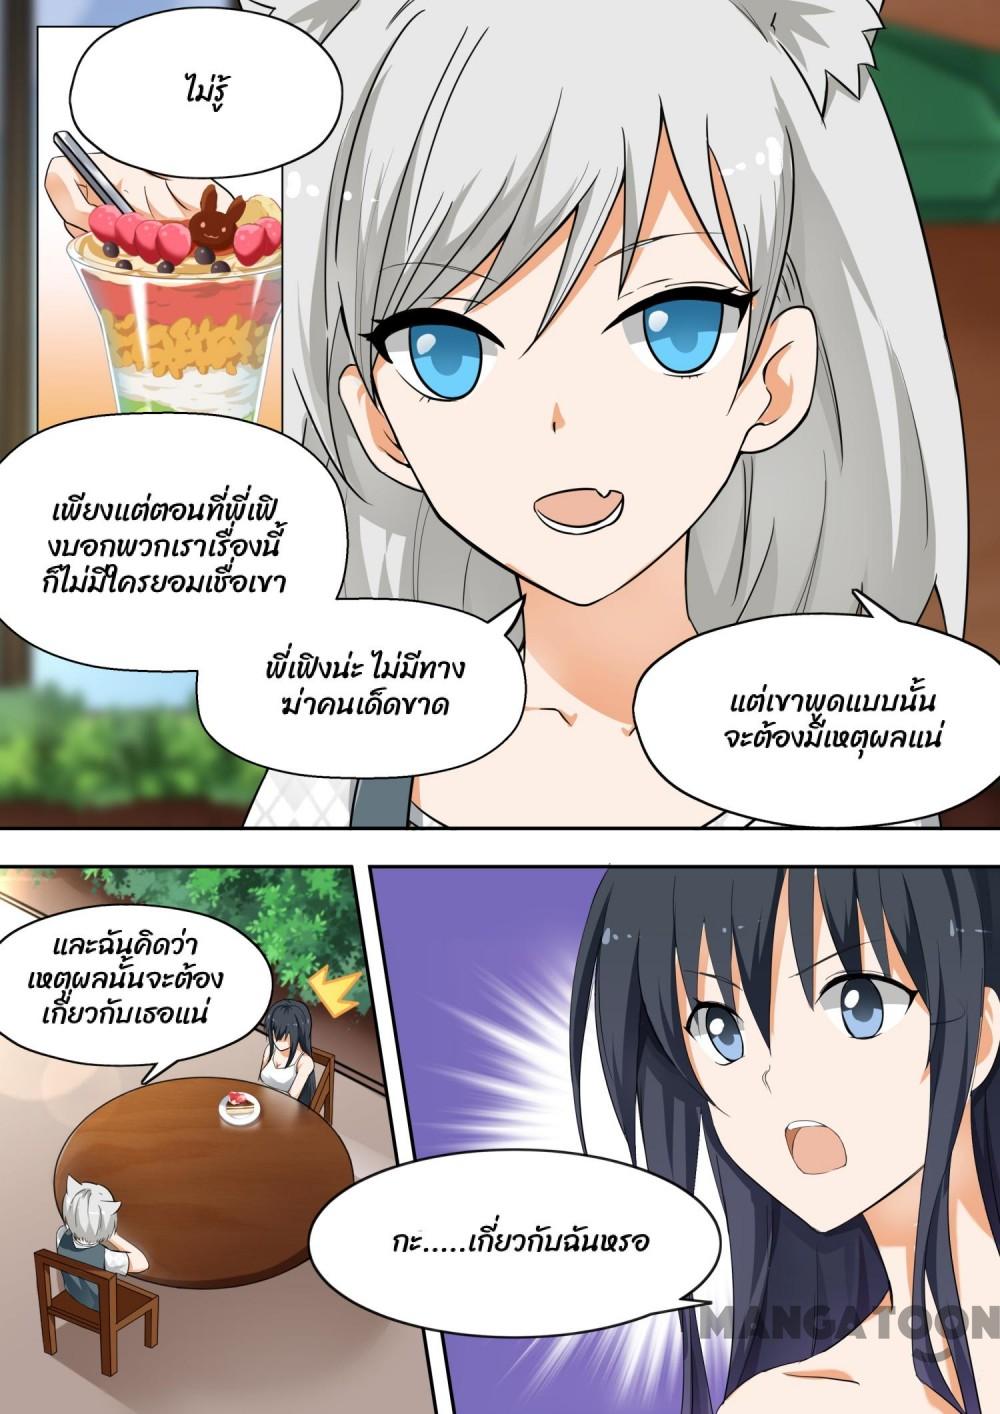 ไม่รู้
เพียงแต่ตอนที่พี่เฟิ
งบอกพวกเราเรื่องนี้
ก็ไม่มีใครยอมเชื่อเขา
พี่เฟิงน่ะ ไม่มีทาง
ฆ่าคนเด็ดขาด
แต่เขาพูดแบบนั้น
จะต้องมีเหตุผลแน่
และฉันคิดว่า
เหตุผลนั้นจะต้อง
เกี่ยวกับเธอแน่
กะ.....เกี่ยวกับฉันหรอ
MANGATOON